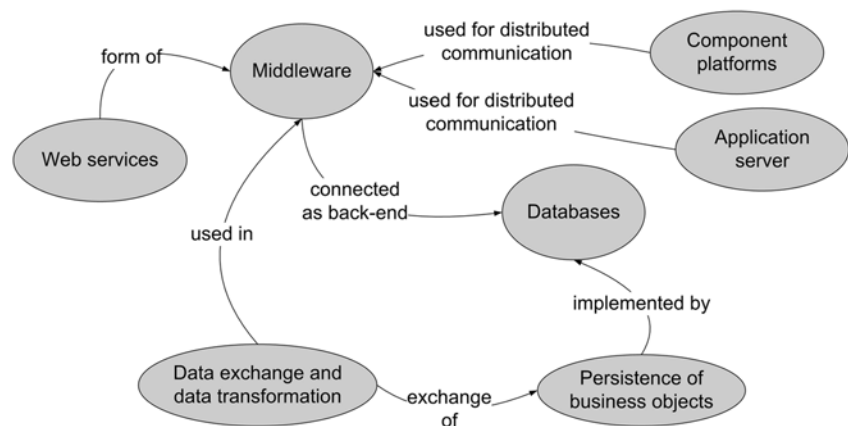 used for distributed
communication
Component
platforms
form of
Middleware
used for distributed
communication
Application
server
Web services
connected
as back-end
Databases
used in
implemented by
Data exchange and
data transformation
exchange
of
Persistence of
business objects